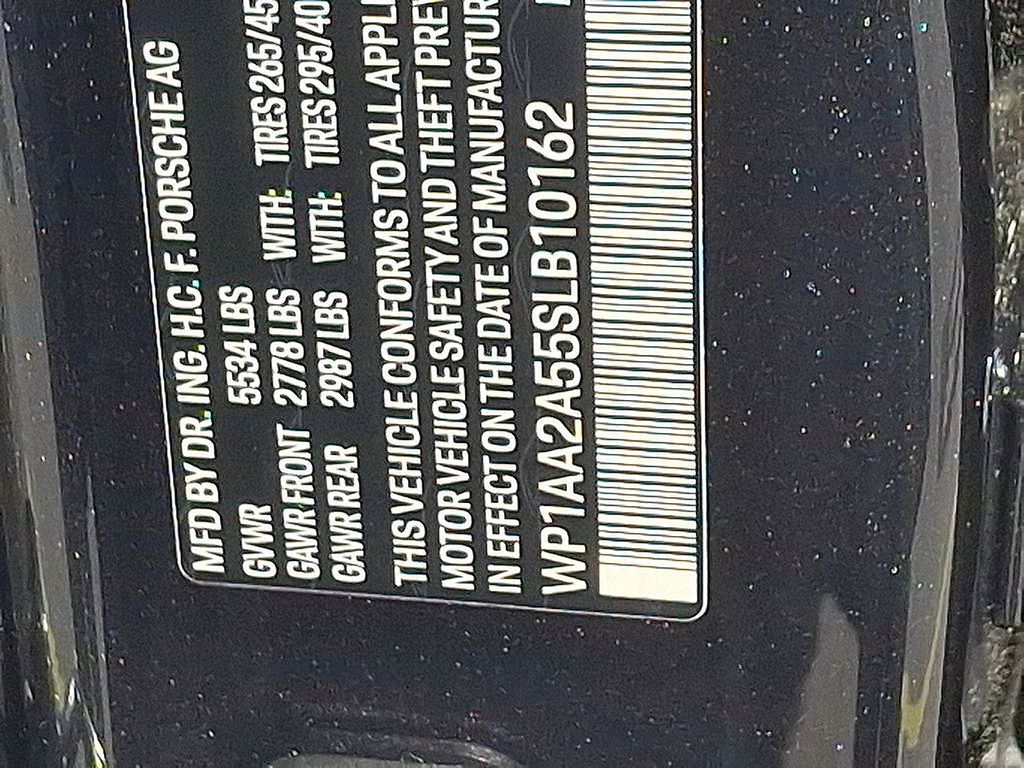 MFD BY DR. ING. H.C. F. PORSCHE AG
GVWR 5534 LBS
GAWR FRONT 2778 LBS WITH: TIRES 265/45
GAWR REAR 2987 LBS WITH: TIRES 295/40
THIS VEHICLE CONFORMS TO ALL APPLI
MOTOR VEHICLE SAFETY AND THEFT PREV
IN EFFECT ON THE DATE OF MANUFACTUR
WP1AA2A55SLB10162